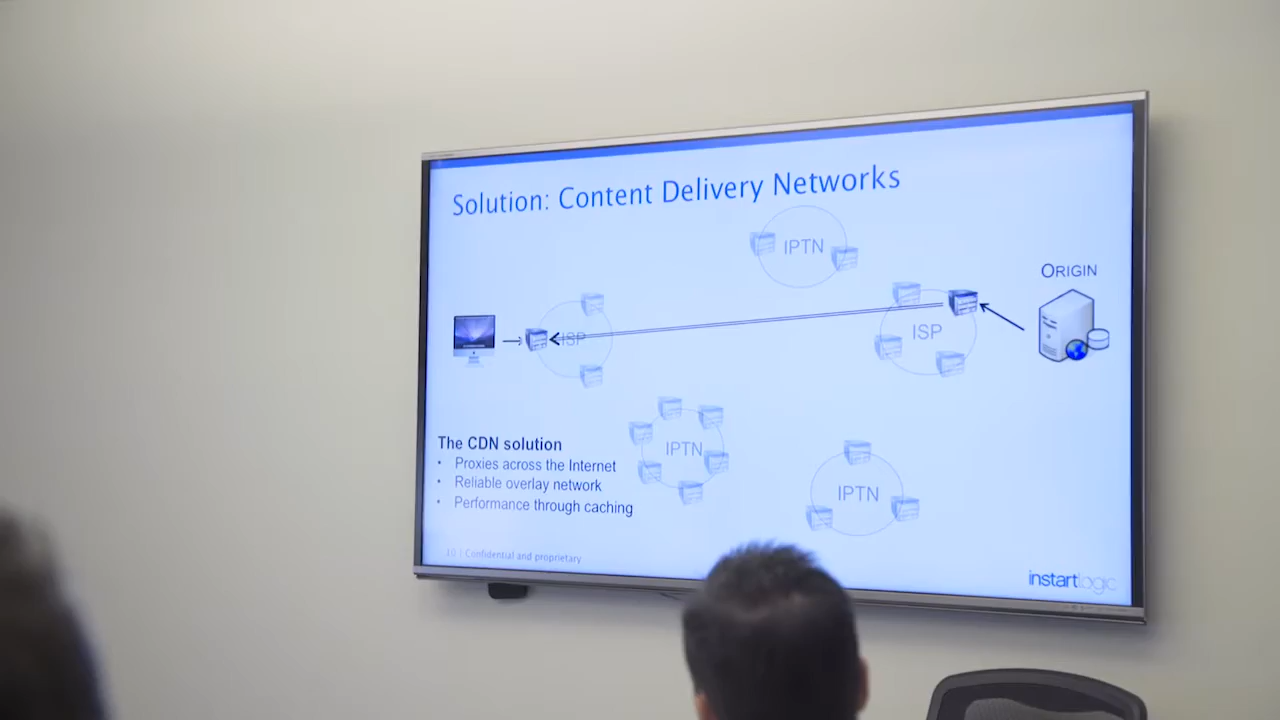 Solution: Content Delivery Networks
IPTN
ORIGIN
ISP
ISP
IPTN
IPTN
The CDN solution
• Proxies across the Internet
• Reliable overlay network
• Performance through caching
10 | Confidential and proprietary
instartlogic